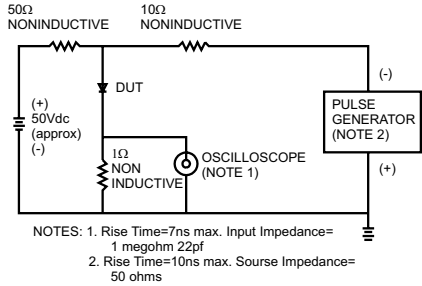 50Ω
NONINDUCTIVE
10Ω
NONINDUCTIVE
(-)
DUT
(+)
50Vdc
(approx)
(-)
PULSE
GENERATOR
(NOTE 2)
1Ω
NON
INDUCTIVE
OSCILLOSCOPE
(NOTE 1)
(+)
NOTES: 1. Rise Time=7ns max. Input Impedance=
1 megohm 22pf
2. Rise Time=10ns max. Sourse Impedance=
50 ohms